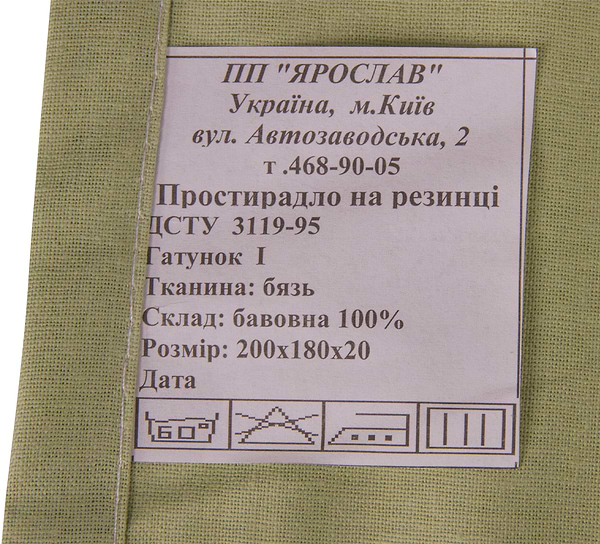 ПП "ЯРОСЛАВ"
Україна, м.Київ
вул. Автозаводська, 2
т .468-90-05
Простирадло на резинці
ДСТУ 3119-95
Гатунок I
Тканина: бязь
Склад: бавовна 100%
Розмір: 200х180х20
Дата
60°